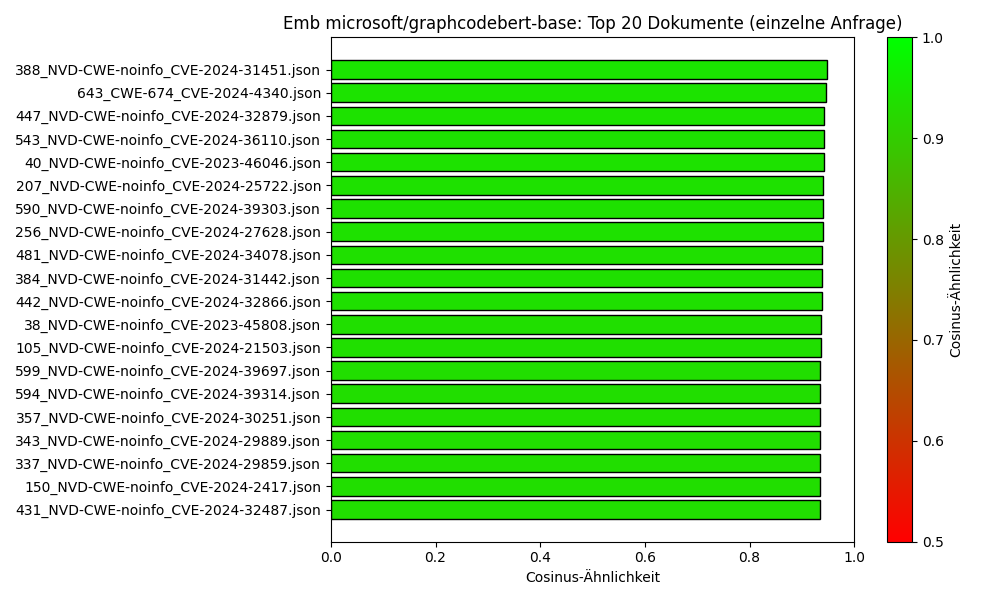 Emb microsoft/graphcodebert-base: Top 20 Dokumente (einzelne Anfrage)
388_NVD-CWE-noinfo_CVE-2024-31451.json
643_CWE-674_CVE-2024-4340.json
447_NVD-CWE-noinfo_CVE-2024-32879.json
543_NVD-CWE-noinfo_CVE-2024-36110.json
40_NVD-CWE-noinfo_CVE-2023-46046.json
207_NVD-CWE-noinfo_CVE-2024-25722.json
590_NVD-CWE-noinfo_CVE-2024-39303.json
256_NVD-CWE-noinfo_CVE-2024-27628.json
481_NVD-CWE-noinfo_CVE-2024-34078.json
384_NVD-CWE-noinfo_CVE-2024-31442.json
442_NVD-CWE-noinfo_CVE-2024-32866.json
38_NVD-CWE-noinfo_CVE-2023-45808.json
105_NVD-CWE-noinfo_CVE-2024-21503.json
599_NVD-CWE-noinfo_CVE-2024-39697.json
594_NVD-CWE-noinfo_CVE-2024-39314.json
357_NVD-CWE-noinfo_CVE-2024-30251.json
343_NVD-CWE-noinfo_CVE-2024-29889.json
337_NVD-CWE-noinfo_CVE-2024-29859.json
150_NVD-CWE-noinfo_CVE-2024-2417.json
431_NVD-CWE-noinfo_CVE-2024-32487.json
0.0 0.2 0.4 0.6 0.8 1.0
Cosinus-Ähnlichkeit
1.0
0.9
0.8
0.7
0.6
0.5
Cosinus-Ähnlichkeit